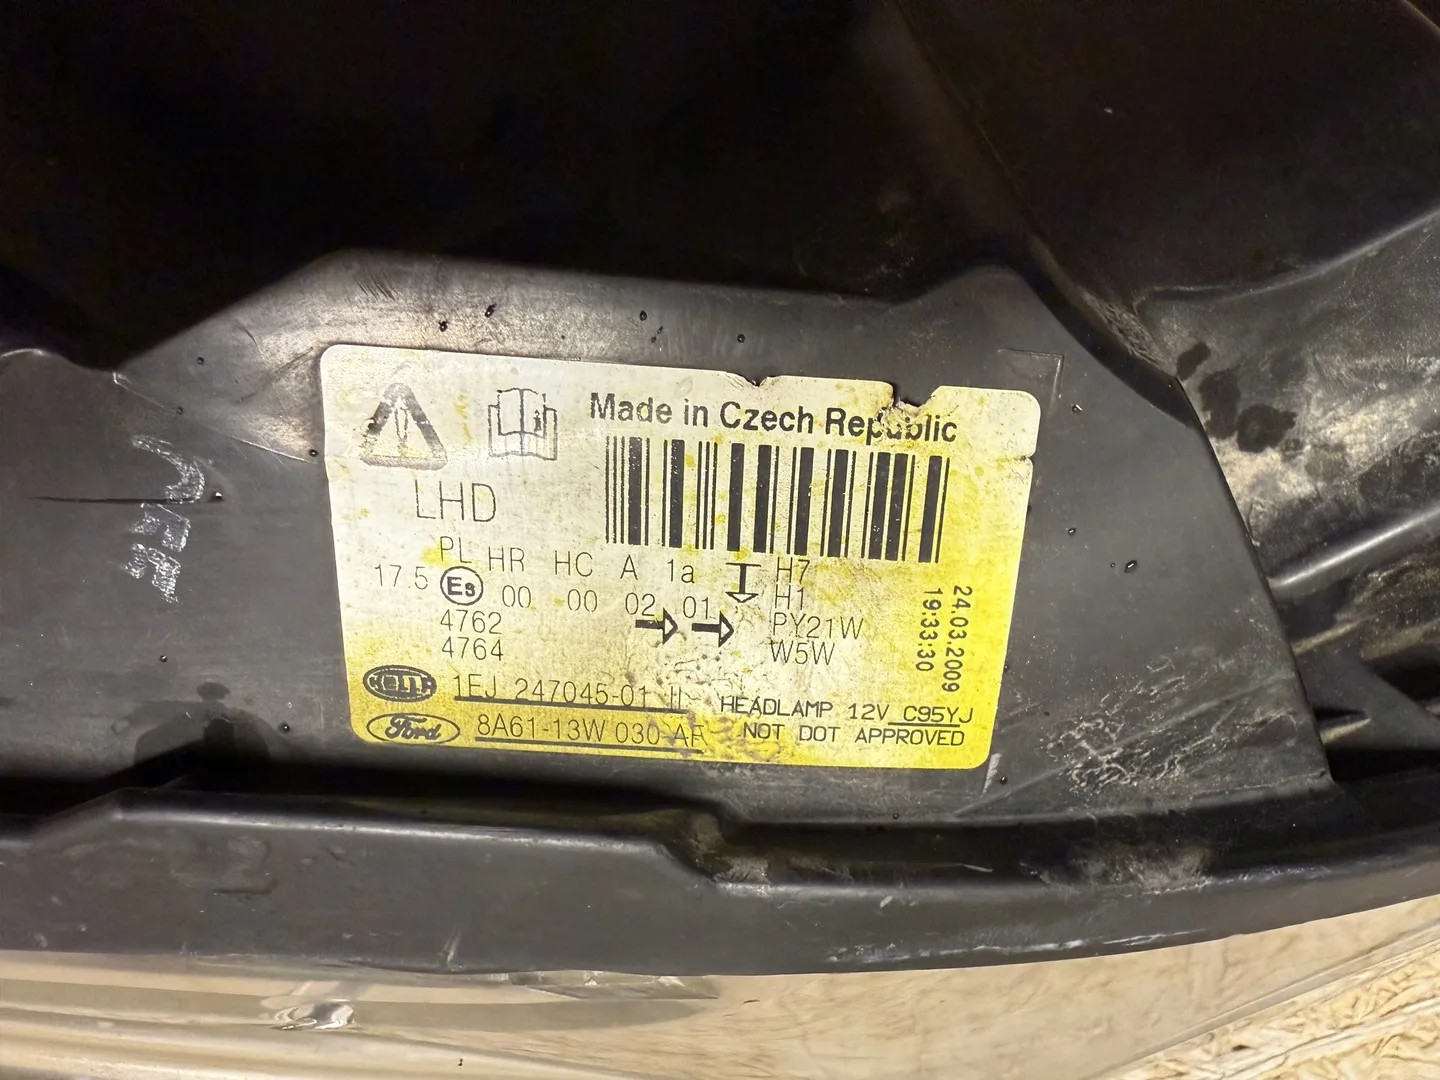 Made in Czech Republic
LHD
PL HR HC A 1a H7
17.5 E8 00 00 02 01 H1
4762 PY21W
4764 W5W
24.03.2009
19:33:30
HELLA 1EJ 247045-01
HEADLAMP 12V C95YJ
Ford 8A61-13W 030
NOT DOT APPROVED